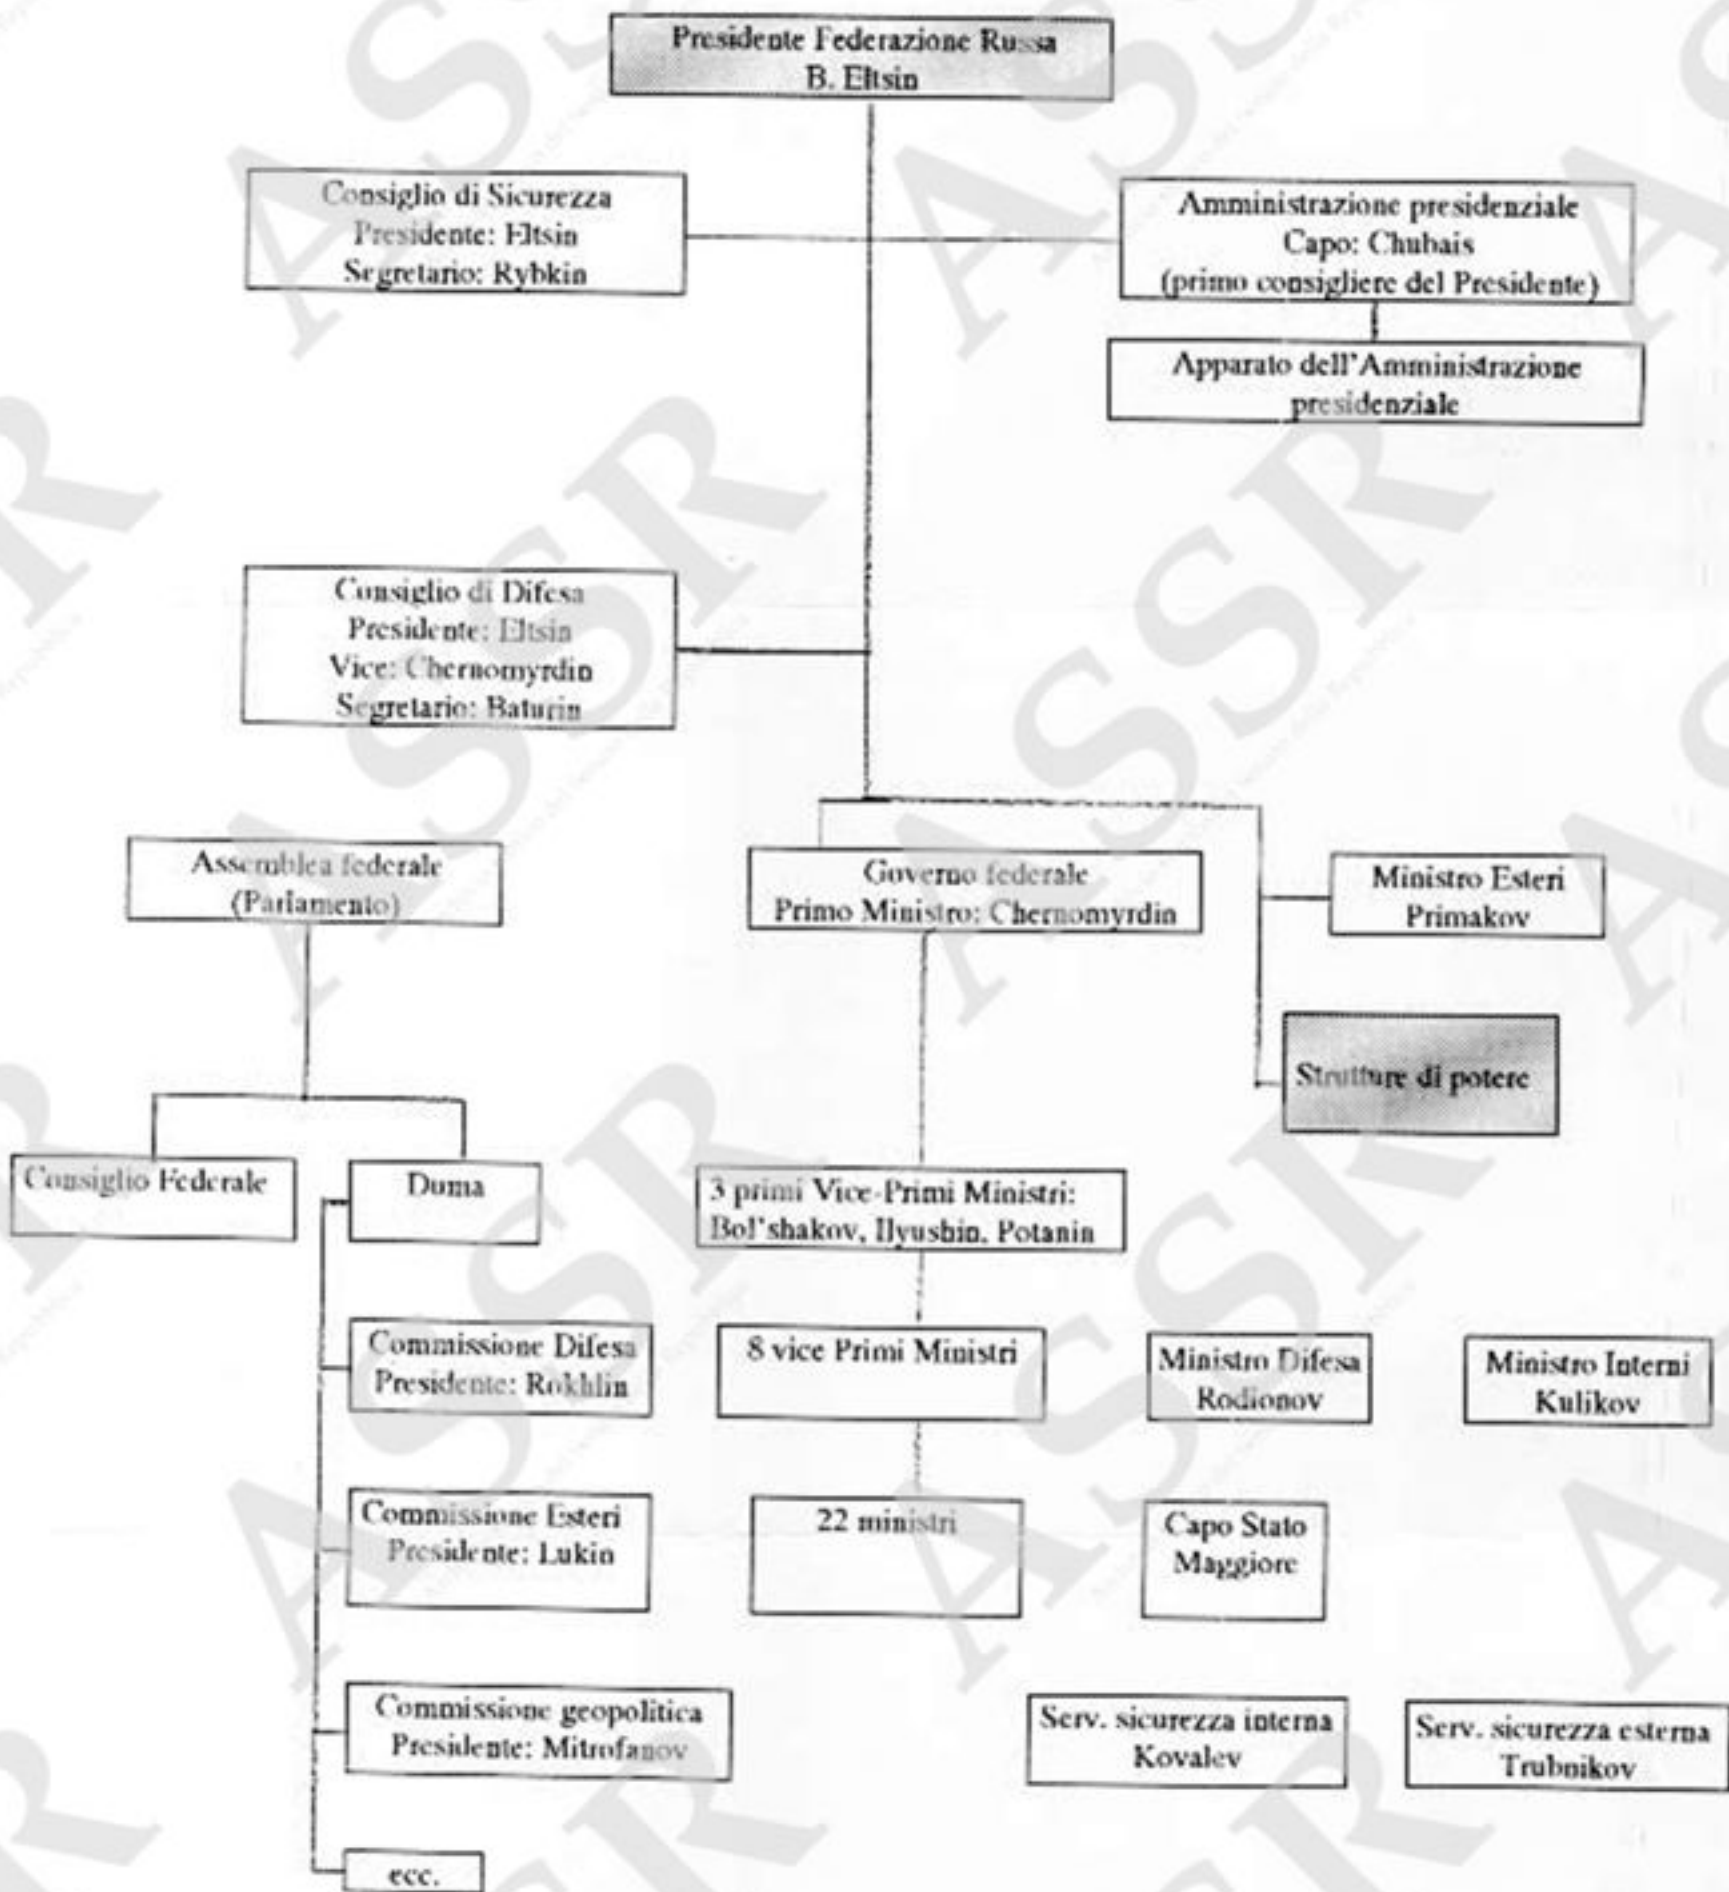 Presidente Federazione Russa
B. Eltsin
Consiglio di Sicurezza
Presidente: Eltsin
Segretario: Rybkin
Amministrazione presidenziale
Capo: Chubais
(primo consigliere del Presidente)
Apparato dell'Amministrazione
presidenziale
Consiglio di Difesa
Presidente: Eltsin
Vice: Chernomyrdin
Segretario: Baturin
Assemblea federale
(Parlamento)
Governo federale
Primo Ministro: Chernomyrdin
Ministro Esteri
Primakov
Strutture di potere
Consiglio Federale
Duma
3 primi Vice-Primi Ministri:
Bol'shakov, Ilyushin, Potanin
Commissione Difesa
Presidente: Rokhlin
8 vice Primi Ministri
Ministro Difesa
Rodionov
Ministro Interni
Kulikov
Commissione Esteri
Presidente: Lukin
22 ministri
Capo Stato
Maggiore
Commissione geopolitica
Presidente: Mitrofanov
Serv. sicurezza interna
Kovalev
Serv. sicurezza esterna
Trubnikov
ecc.
ASSR